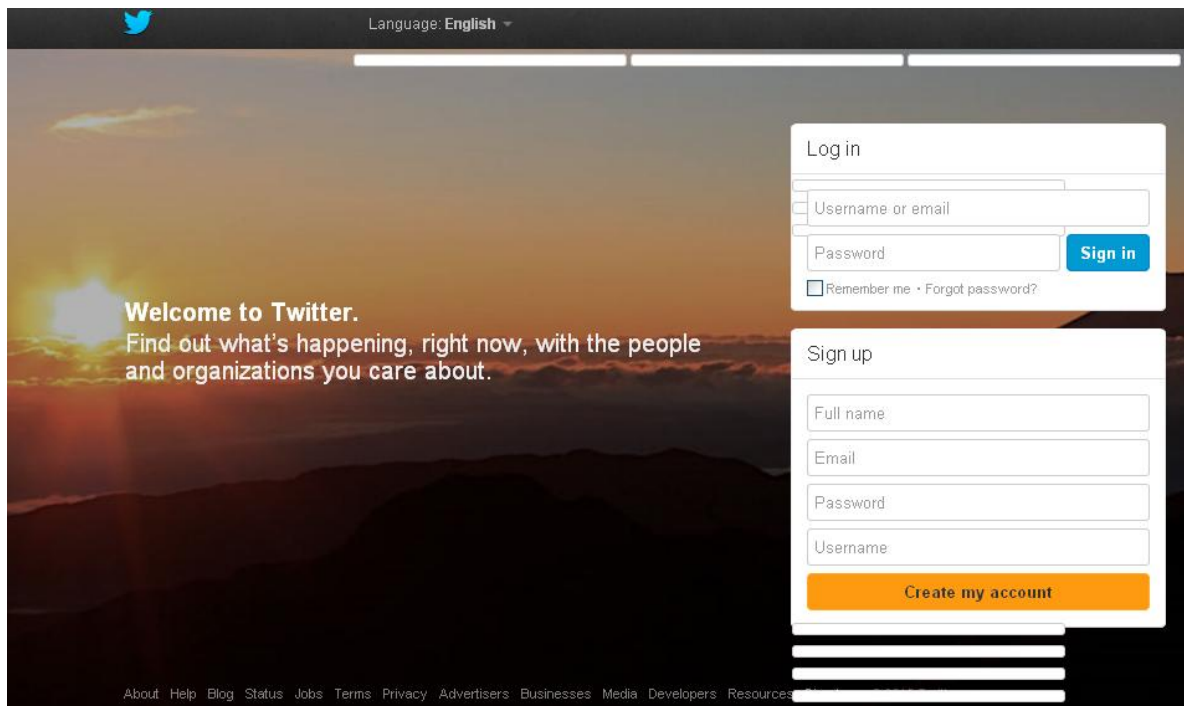 Language: English
Log in
Username or email
Password
Sign in
Remember me · Forgot password?
Welcome to Twitter.
Find out what's happening, right now, with the people
and organizations you care about.
Sign up
Full name
Email
Password
Username
Create my account
About Help Blog Status Jobs Terms Privacy Advertisers Businesses Media Developers Resources